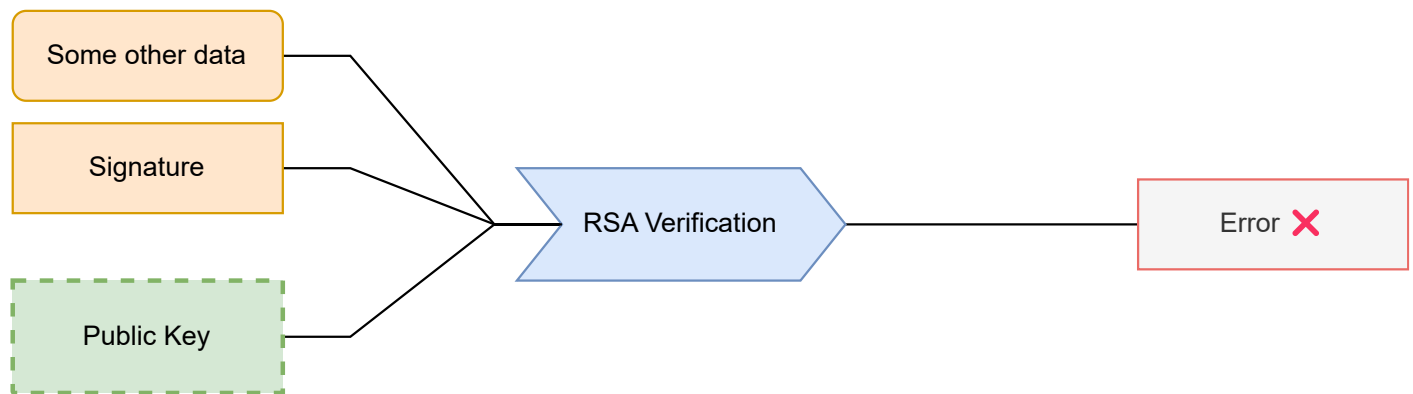 Some other data
Signature
Public Key
RSA Verification
Error ❌